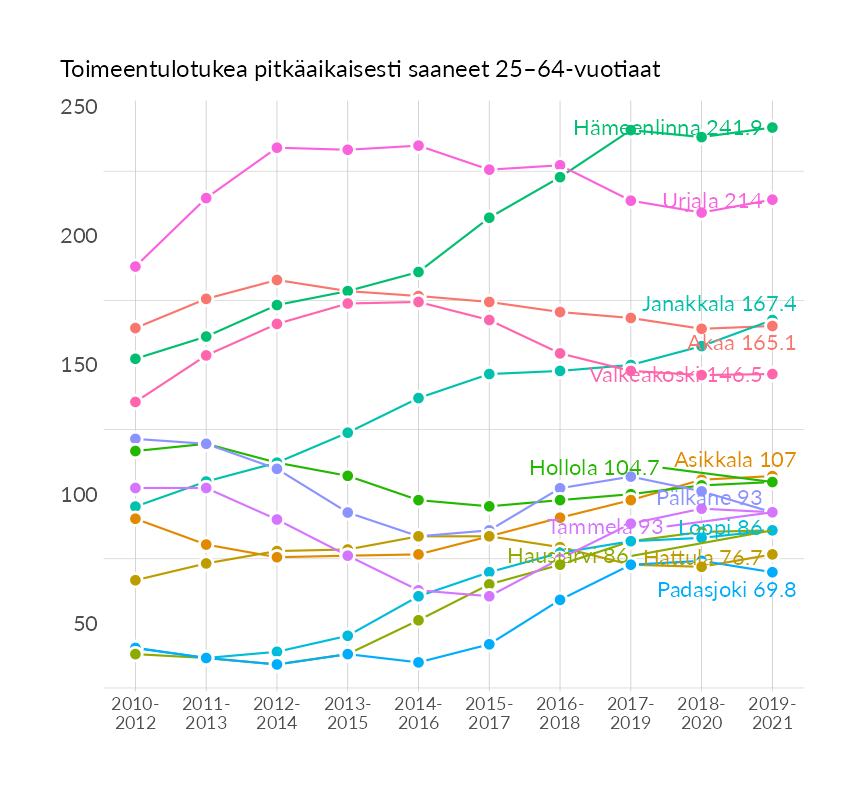 Toimeentulotukea pitkäaikaisesti saaneet 25–64-vuotiaat
250
200
150
100
50
Hämeenlinna 241.9
Urjala 214
Janakkala 167.4
Akaa 165.1
Valkeakoski 146.5
Asikkala 107
Hollola 104.7
Pälkäne 93
Tammela 93
Loppi 86
Hausjärvi 86
Hattula 76.7
Padasjoki 69.8
2010- 2011- 2012- 2013- 2014- 2015- 2016- 2017- 2018- 2019-
2012 2013 2014 2015 2016 2017 2018 2019 2020 2021